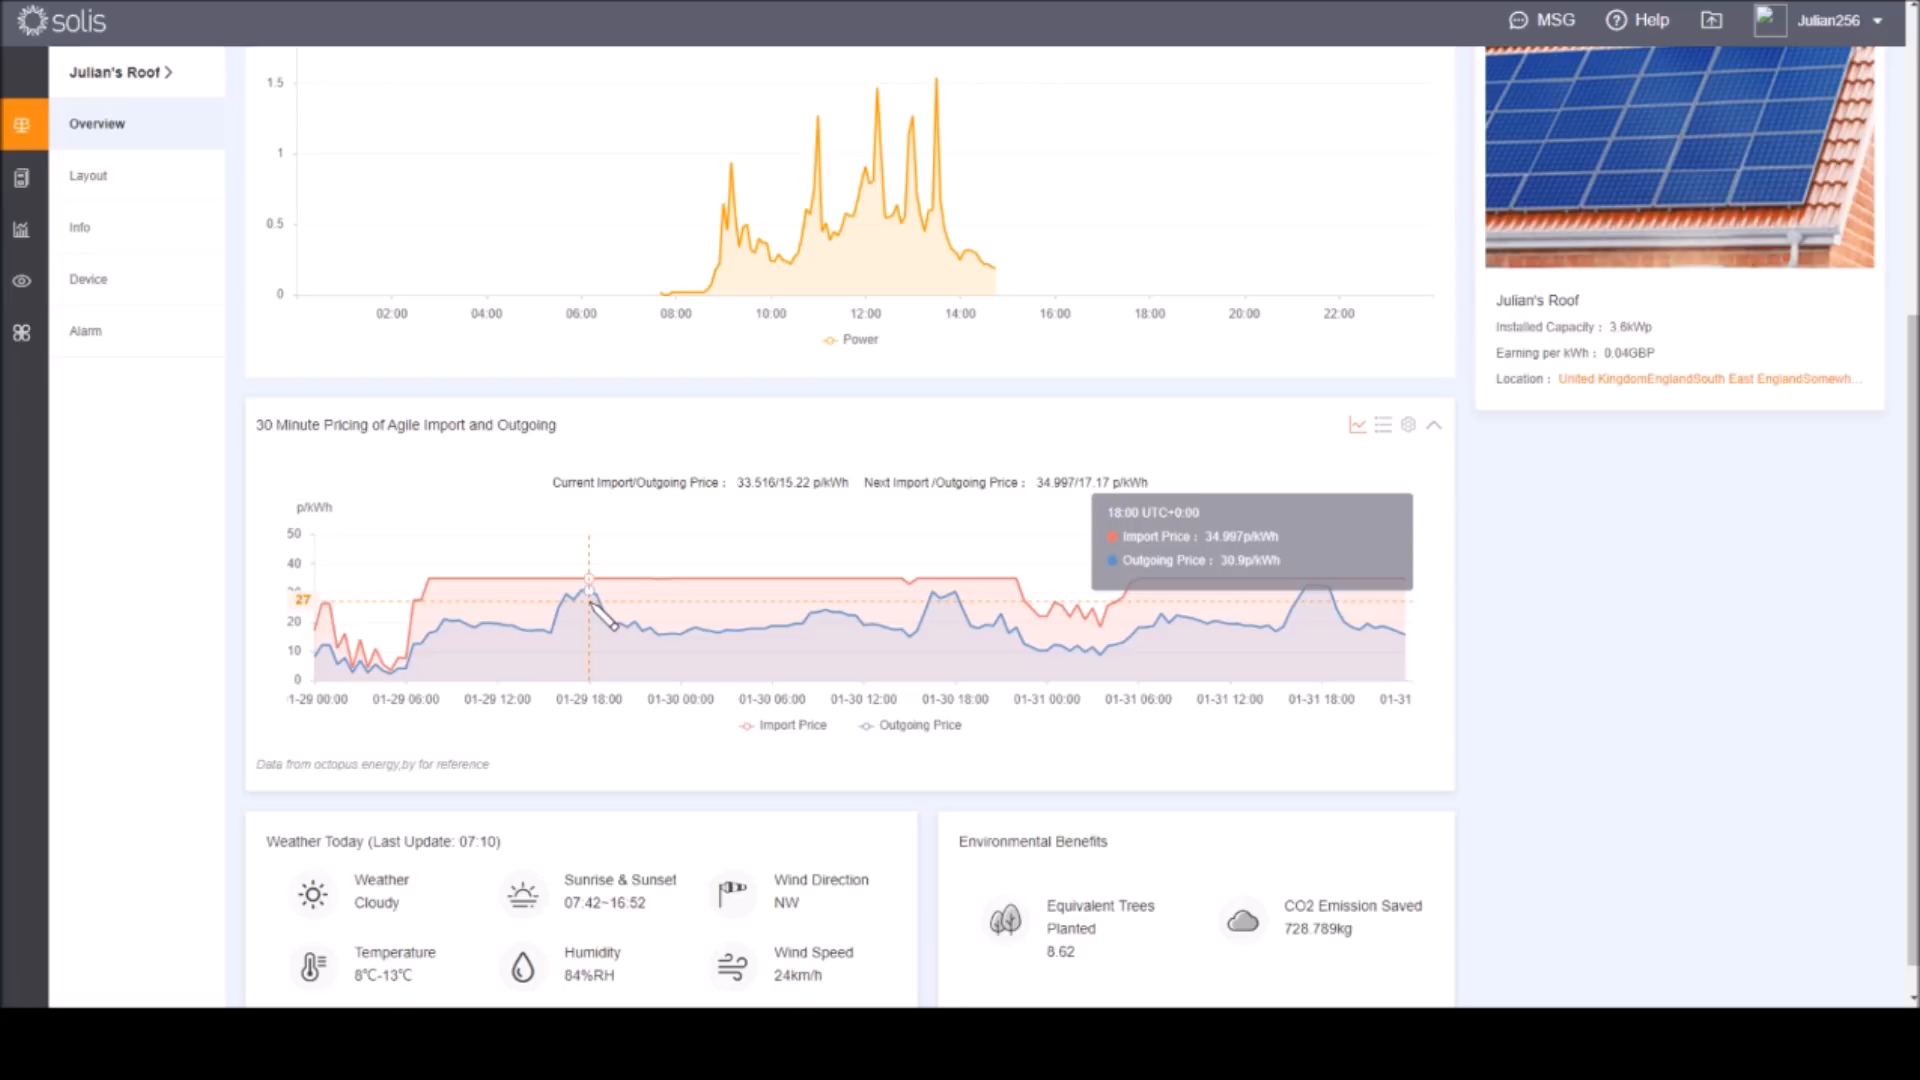 solis
MSG
Help
Julian256
Julian's Roof
Overview
Layout
Info
Device
Alarm
1.5
1
0.5
0
02:00 04:00 06:00 08:00 10:00 12:00 14:00 16:00 18:00 20:00 22:00
Power
Julian's Roof
Installed Capacity : 3.6kWp
Earning per kWh : 0.04GBP
Location : United KingdomEnglandSouth East EnglandSomewh...
30 Minute Pricing of Agile Import and Outgoing
Current Import/Outgoing Price : 33.516/15.22 p/kWh Next Import /Outgoing Price : 34.997/17.17 p/kWh
p/kWh
18:00 UTC+0:00
Import Price : 34.997p/kWh
Outgoing Price : 30.9p/kWh
50
40
27
20
10
0
1-29 00:00 01-29 06:00 01-29 12:00 01-29 18:00 01-30 00:00 01-30 06:00 01-30 12:00 01-30 18:00 01-31 00:00 01-31 06:00 01-31 12:00 01-31 18:00 01-31
Import Price Outgoing Price
Data from octopus.energy,by for reference
Weather Today (Last Update: 07:10)
Weather
Cloudy
Sunrise & Sunset
07:42~16:52
Wind Direction
NW
Temperature
8℃-13℃
Humidity
84%RH
Wind Speed
24km/h
Environmental Benefits
Equivalent Trees
Planted
8.62
CO2 Emission Saved
728.789kg